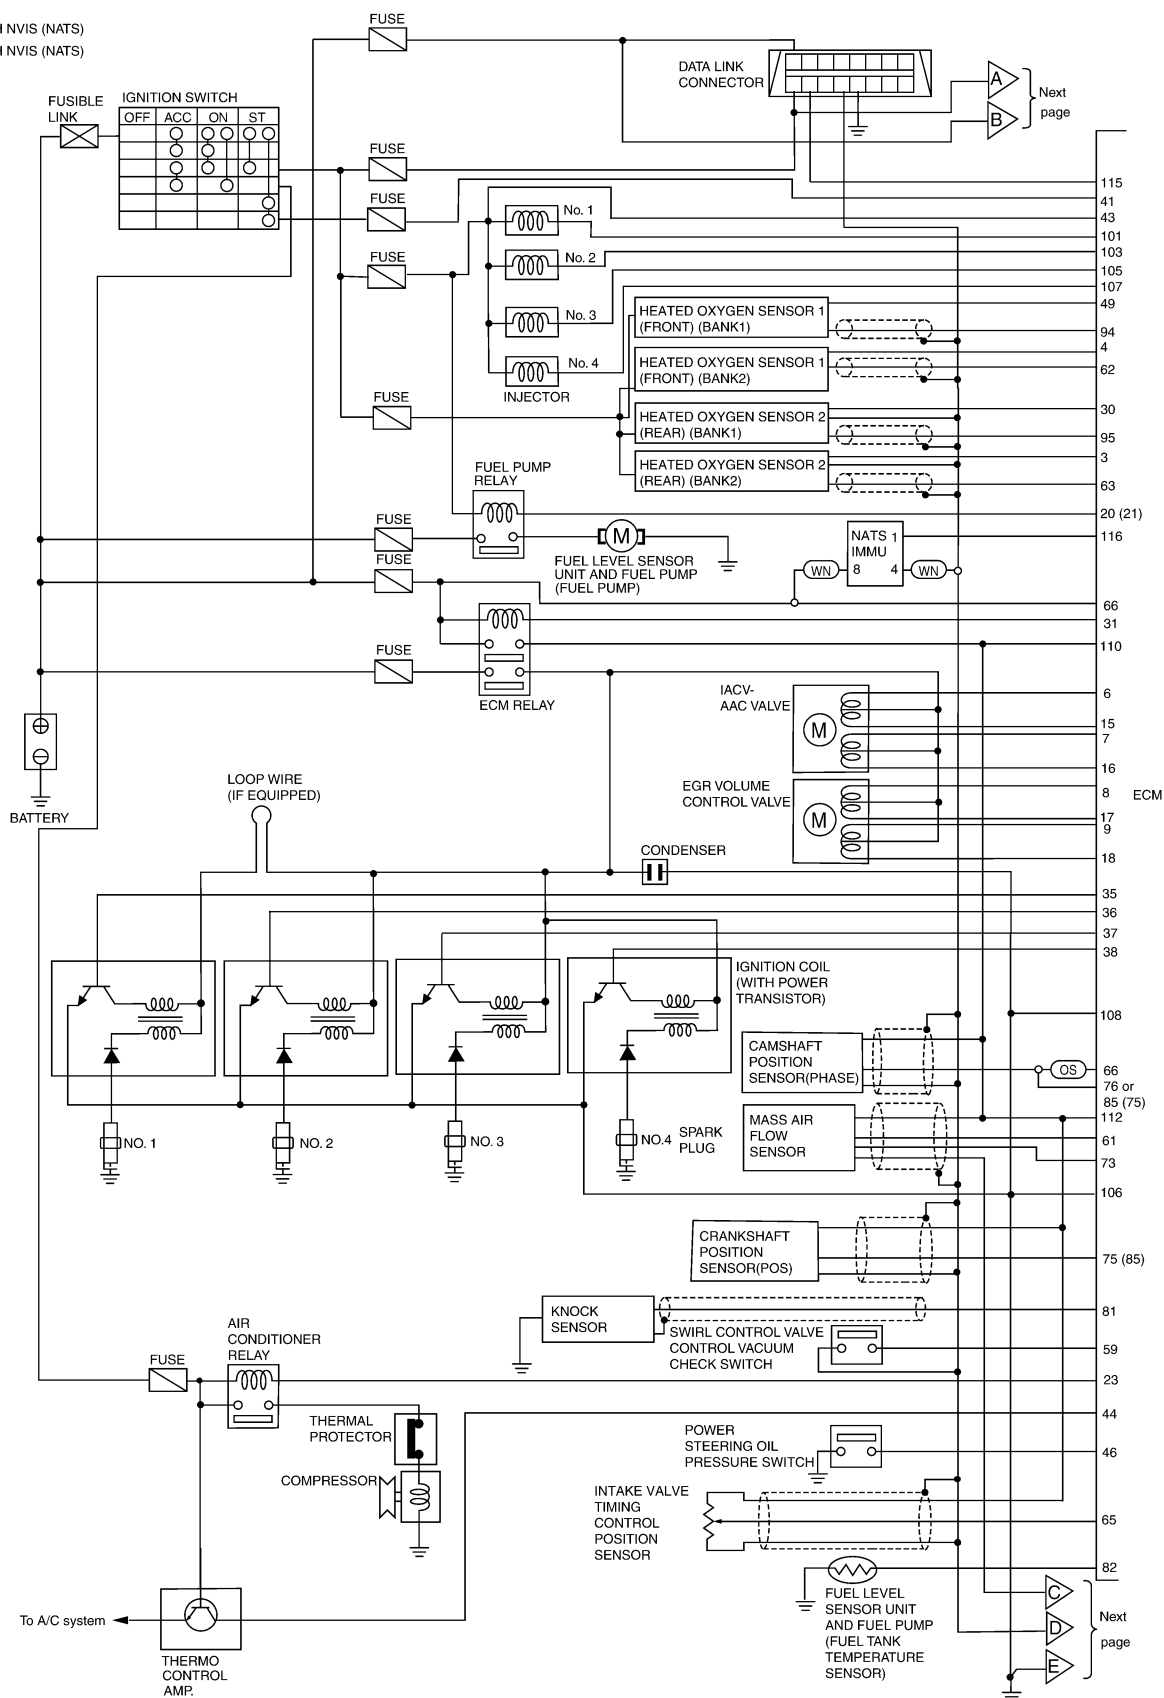 H NVIS (NATS)
H NVIS (NATS)
FUSE
DATA LINK
CONNECTOR
A
B
Next
page
FUSIBLE
LINK
IGNITION SWITCH
OFF ACC ON ST
FUSE
FUSE
FUSE
FUSE
No. 1
No. 2
No. 3
No. 4
INJECTOR
115
41
43
101
103
105
107
49
94
4
62
30
95
3
63
20 (21)
116
66
31
110
6
15
7
16
8
17
9
18
ECM
35
36
37
38
108
66
76 or
85 (75)
112
61
73
106
75 (85)
81
59
23
44
46
65
82
HEATED OXYGEN SENSOR 1
(FRONT) (BANK1)
HEATED OXYGEN SENSOR 1
(FRONT) (BANK2)
HEATED OXYGEN SENSOR 2
(REAR) (BANK1)
HEATED OXYGEN SENSOR 2
(REAR) (BANK2)
FUEL PUMP
RELAY
FUSE
FUSE
M
FUEL LEVEL SENSOR
UNIT AND FUEL PUMP
(FUEL PUMP)
NATS 1
IMMU
8 4
WN
WN
FUSE
ECM RELAY
IACV-
AAC VALVE
M
EGR VOLUME
CONTROL VALVE
M
BATTERY
LOOP WIRE
(IF EQUIPPED)
CONDENSER
IGNITION COIL
(WITH POWER
TRANSISTOR)
CAMSHAFT
POSITION
SENSOR(PHASE)
OS
MASS AIR
FLOW
SENSOR
NO. 1
NO. 2
NO. 3
NO.4
SPARK
PLUG
CRANKSHAFT
POSITION
SENSOR(POS)
KNOCK
SENSOR
SWIRL CONTROL VALVE
CONTROL VACUUM
CHECK SWITCH
AIR
CONDITIONER
RELAY
FUSE
THERMAL
PROTECTOR
COMPRESSOR
POWER
STEERING OIL
PRESSURE SWITCH
INTAKE VALVE
TIMING
CONTROL
POSITION
SENSOR
FUEL LEVEL
SENSOR UNIT
AND FUEL PUMP
(FUEL TANK
TEMPERATURE
SENSOR)
C
D
E
Next
page
To A/C system
THERMO
CONTROL
AMP.